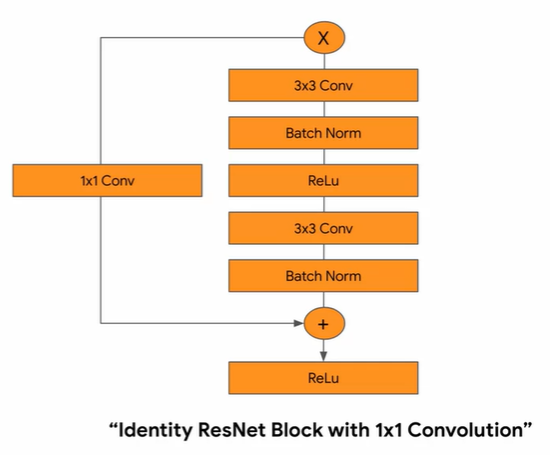 X
3x3 Conv
Batch Norm
1x1 Conv
ReLu
3x3 Conv
Batch Norm
+
ReLu
“Identity ResNet Block with 1x1 Convolution”